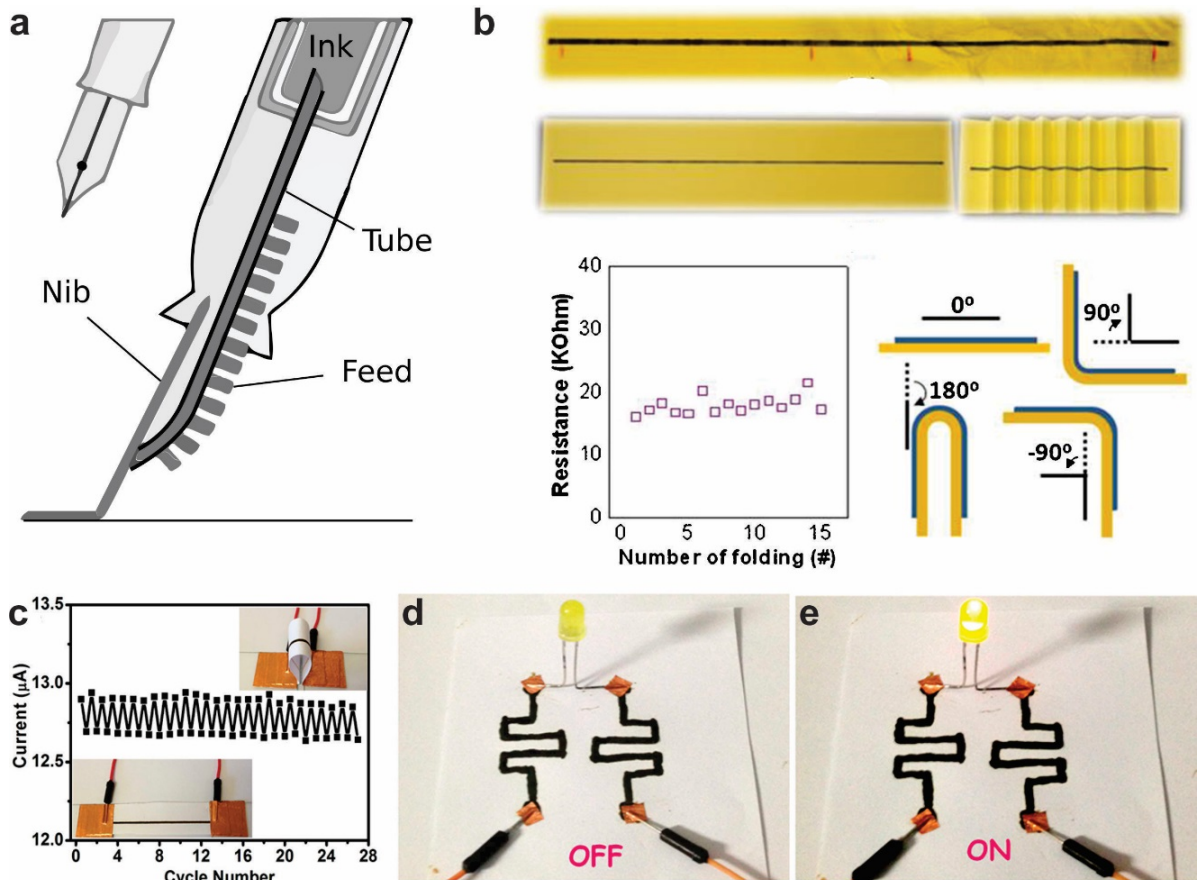 a
Ink
Tube
Nib
Feed
b
40
30
20
10
0
Resistance (KOhm)
0 5 10 15
Number of folding (#)
0º
90º
180º
-90º
c
13.5
13.0
12.5
12.0
Current (µA)
0 4 8 12 16 20 24 28
Cycle Number
d
OFF
e
ON